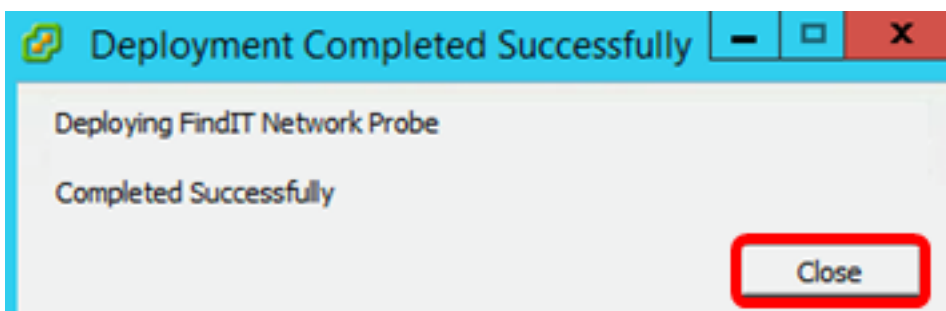 Deployment Completed Successfully
Deploying FindIT Network Probe
Completed Successfully
Close